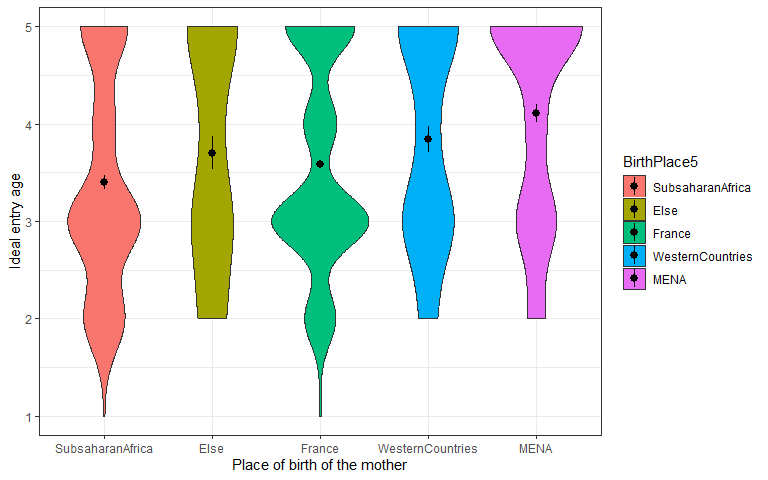 5
4
3
2
1
Ideal entry age
SubsaharanAfrica Else France WesternCountries MENA
Place of birth of the mother
BirthPlace5
SubsaharanAfrica
Else
France
WesternCountries
MENA